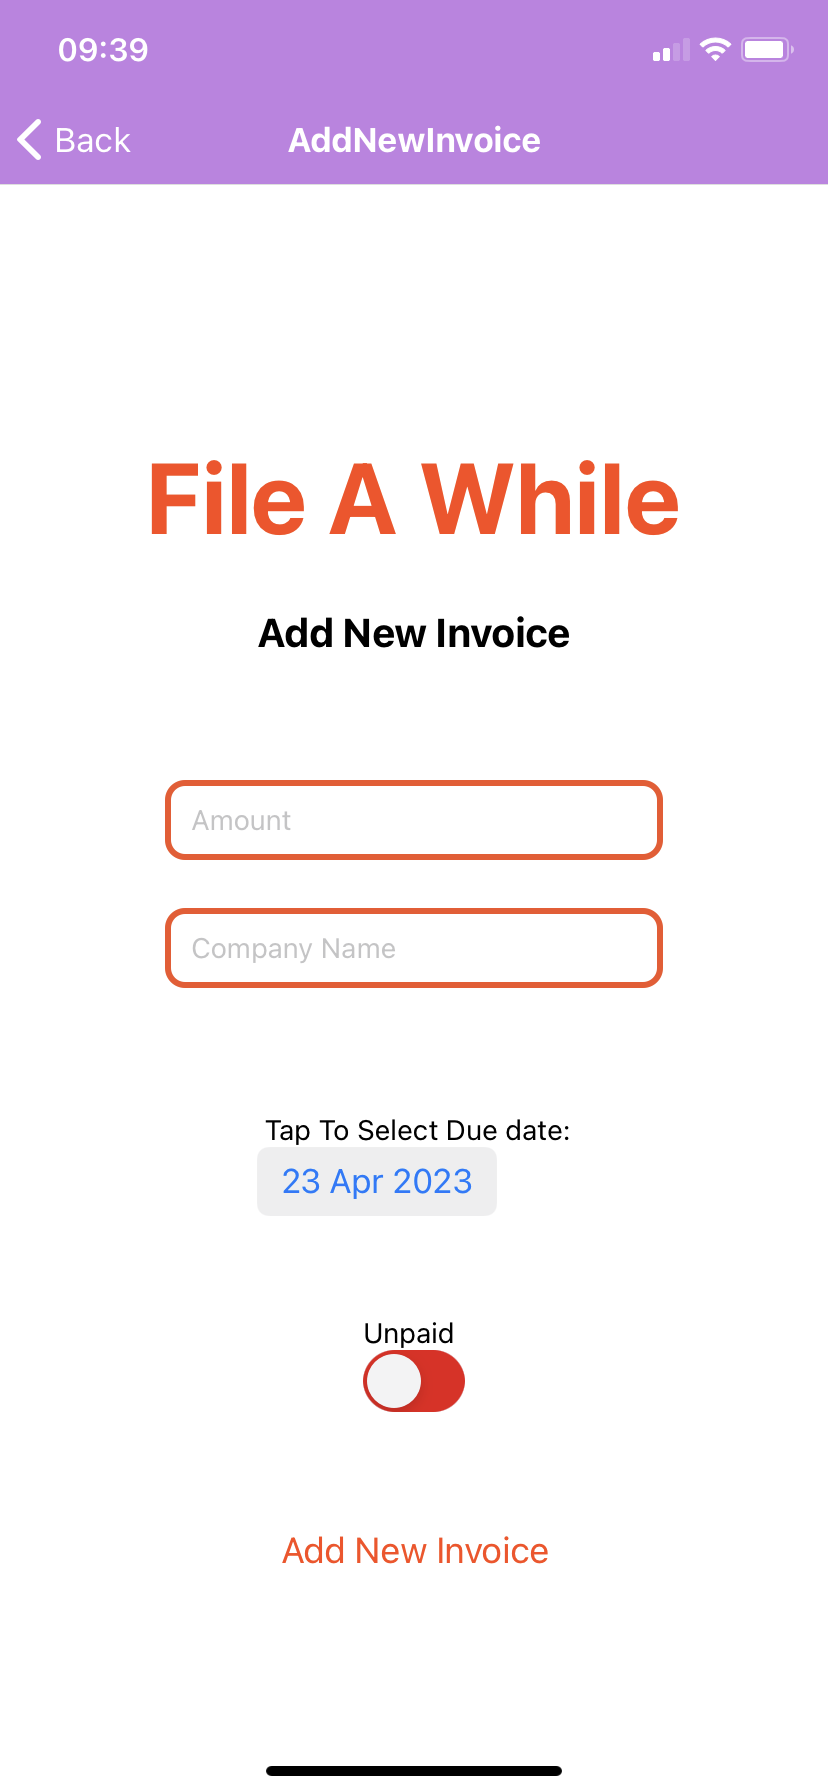 09:39
Back
AddNewInvoice
File A While
Add New Invoice
Amount
Company Name
Tap To Select Due date:
23 Apr 2023
Unpaid
Add New Invoice